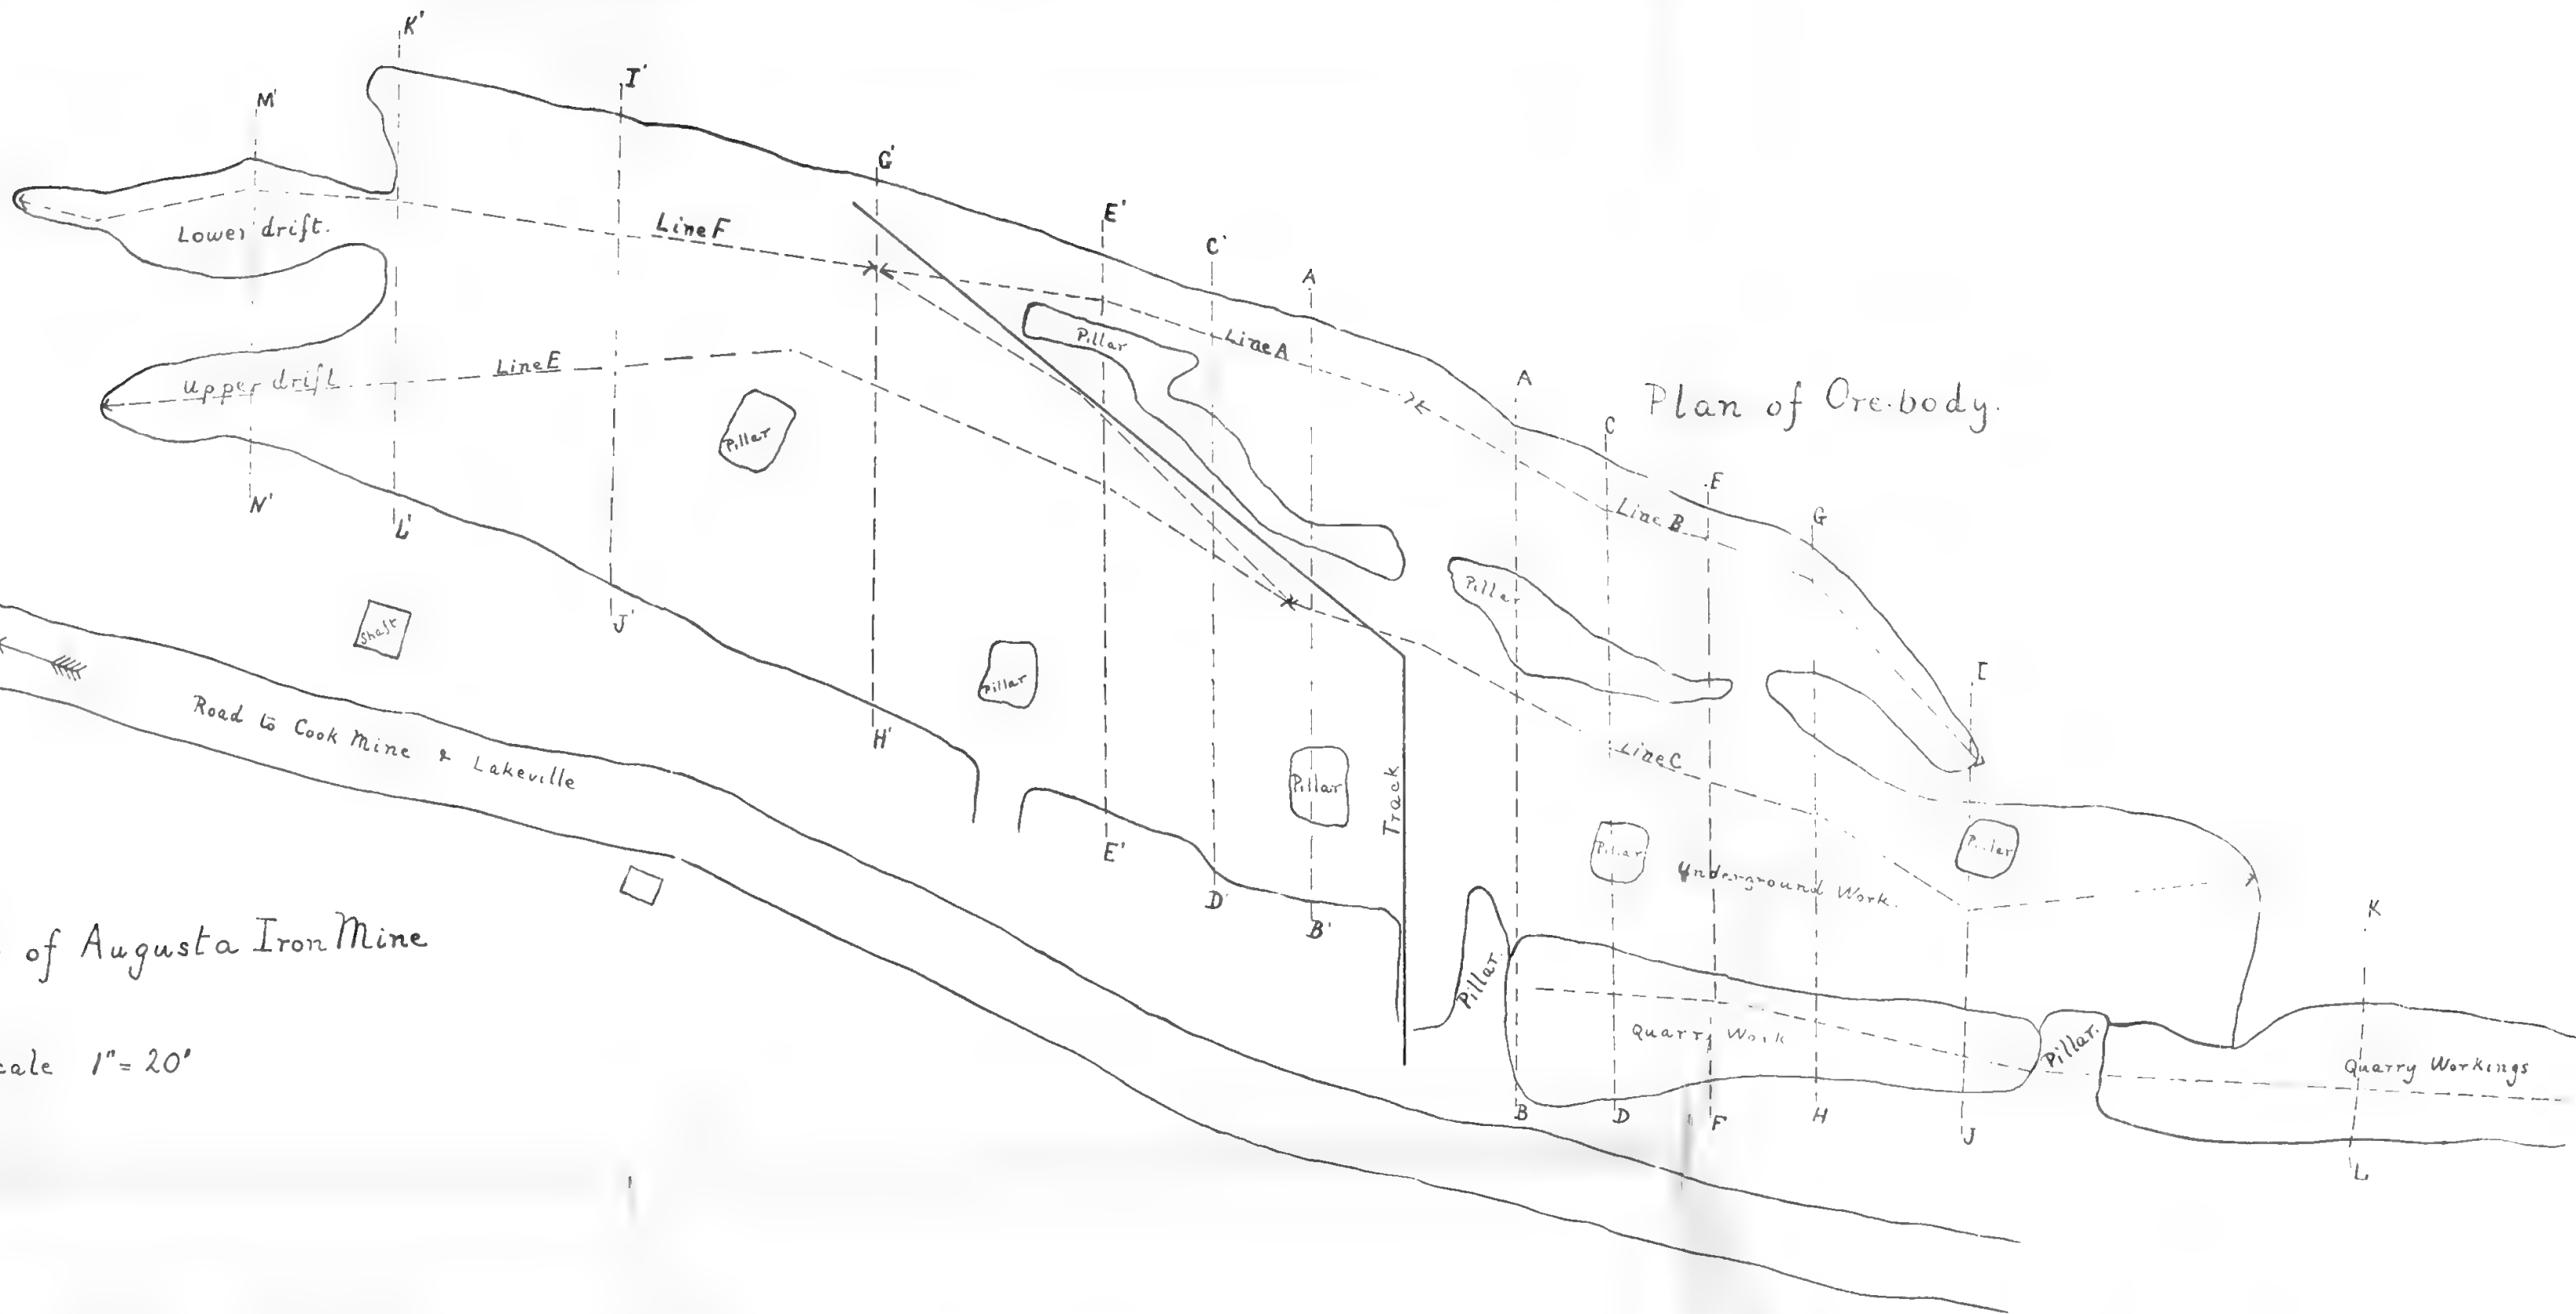 K'
I'
M'
G'
E'
C'
A
Lower drift.
Line F
Line A
Pillar
Line E
Upper drift
A
Plan of Ore-body.
C
E
G
Line B
Pillar
Pillar
N'
L'
J'
Shaft
Pillar
I
H'
Road to Cook Mine & Lakeville
Line C
Pillar
Track
Pillar
Pillar
Underground Work.
E'
D'
B'
K
of Augusta Iron Mine
Pillar
Quarry Work
Pillar.
Quarry Workings
cale 1" = 20'
B
D
F
H
J
L